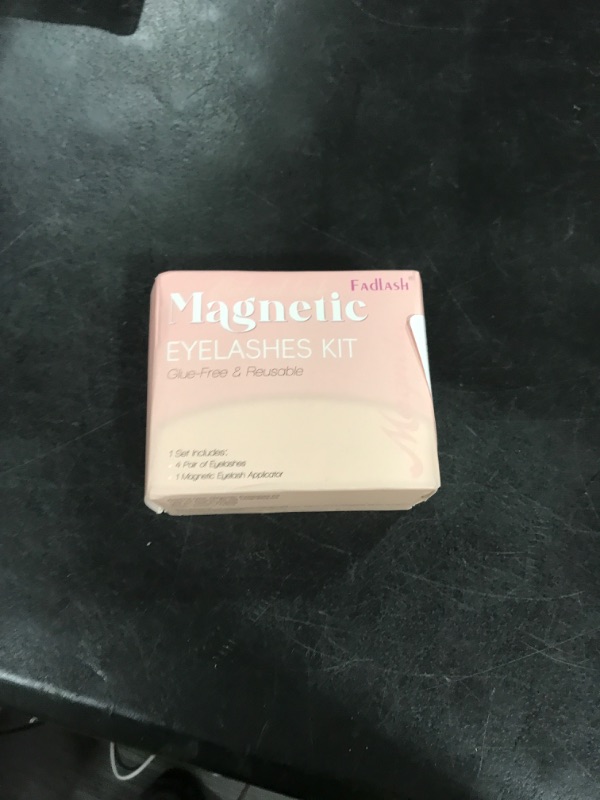 Fadlash
Magnetic
EYELASHES KIT
Glue-Free & Reusable
1 Set Includes:
4 Pair of Eyelashes
1 Magnetic Eyelash Applicator